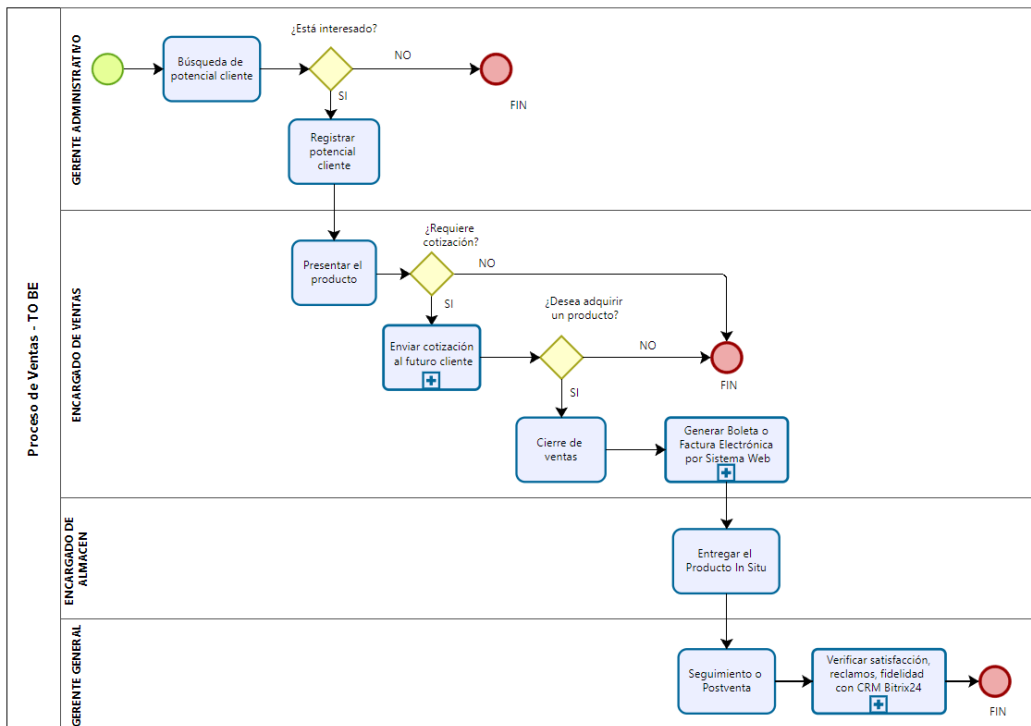 Proceso de Ventas - TO BE
GERENTE ADMINISTRATIVO
¿Está interesado?
Búsqueda de
potencial cliente
NO
FIN
SI
Registrar
potencial
cliente
ENCARGADO DE VENTAS
¿Requiere
cotización?
Presentar el
producto
NO
SI
¿Desea adquirir
un producto?
Enviar cotización
al futuro cliente
NO
FIN
SI
Cierre de
ventas
Generar Boleta o
Factura Electrónica
por Sistema Web
ENCARGADO DE
ALMACEN
Entregar el
Producto In Situ
GERENTE GENERAL
Seguimiento o
Postventa
Verificar satisfacción,
reclamos, fidelidad
con CRM Bitrix24
FIN